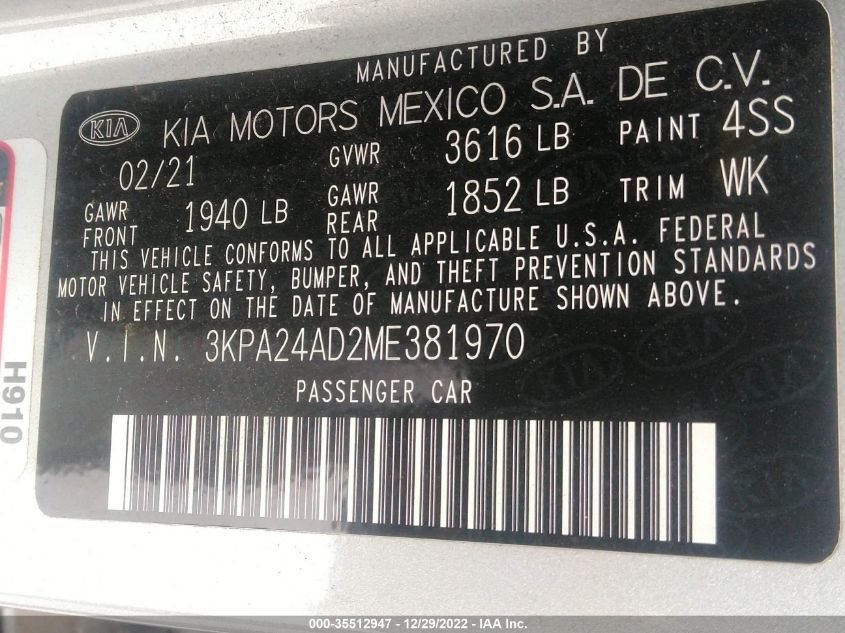 MANUFACTURED BY
KIA KIA MOTORS MEXICO S.A. DE C.V.
02/21 GVWR 3616 LB PAINT 4SS
GAWR FRONT 1940 LB GAWR REAR 1852 LB TRIM WK
THIS VEHICLE CONFORMS TO ALL APPLICABLE U.S.A. FEDERAL
MOTOR VEHICLE SAFETY, BUMPER, AND THEFT PREVENTION STANDARDS
IN EFFECT ON THE DATE OF MANUFACTURE SHOWN ABOVE.
V.I.N. 3KPA24AD2ME381970
PASSENGER CAR
H910
000-35512947 - 12/29/2022 - IAA Inc.